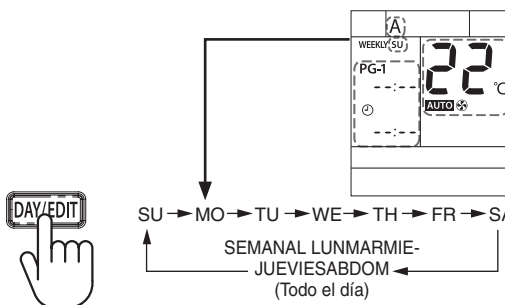 A
WEEKLY SU
PG-1
--:--
--:--
22 °C
AUTO
DAY/EDIT
SU MO TU WE TH FR SA
SEMANAL LUNMARMIE-
JUEVIESABDOM
(Todo el día)